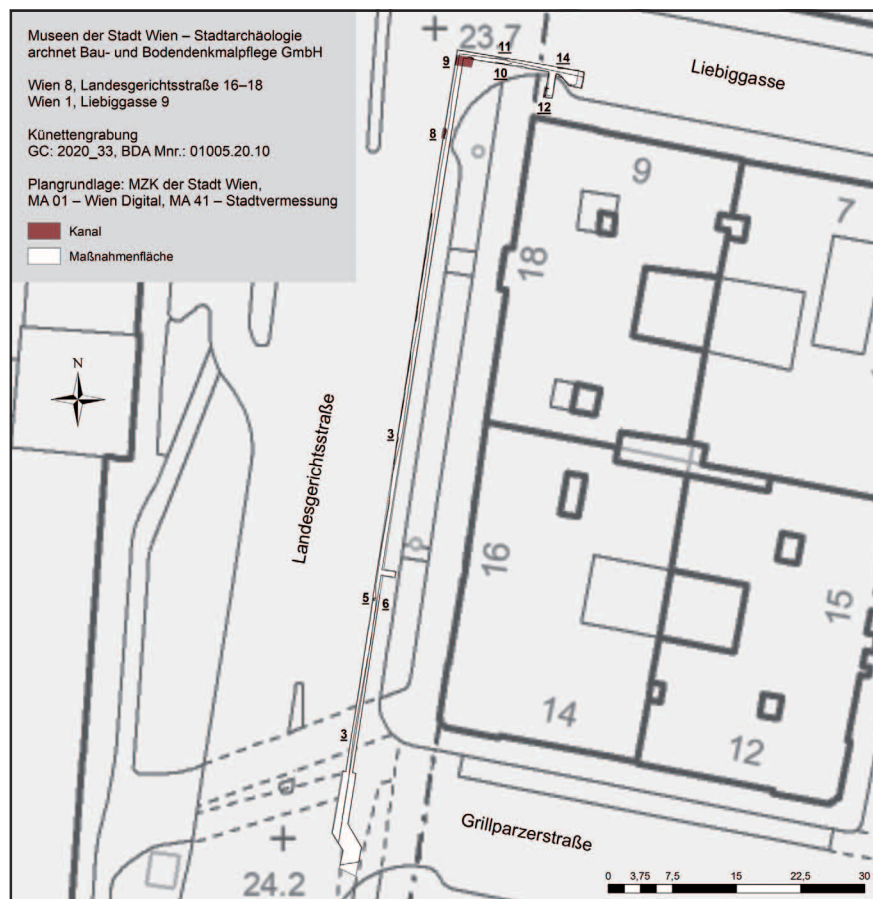 Museen der Stadt Wien – Stadtarchäologie
archnet Bau- und Bodendenkmalpflege GmbH
Wien 8, Landesgerichtsstraße 16–18
Wien 1, Liebiggasse 9
Künettengrabung
GC: 2020_33, BDA Mnr.: 01005.20.10
Plangrundlage: MZK der Stadt Wien,
MA 01 – Wien Digital, MA 41 – Stadtvermessung
Kanal
Maßnahmenfläche
23.7
11
14
9
10
12
8
Liebiggasse
9
7
18
N
Landesgerichtsstraße
3
16
5
6
15
14
12
3
Grillparzerstraße
24.2
0 3,75 7,5 15 22,5 30